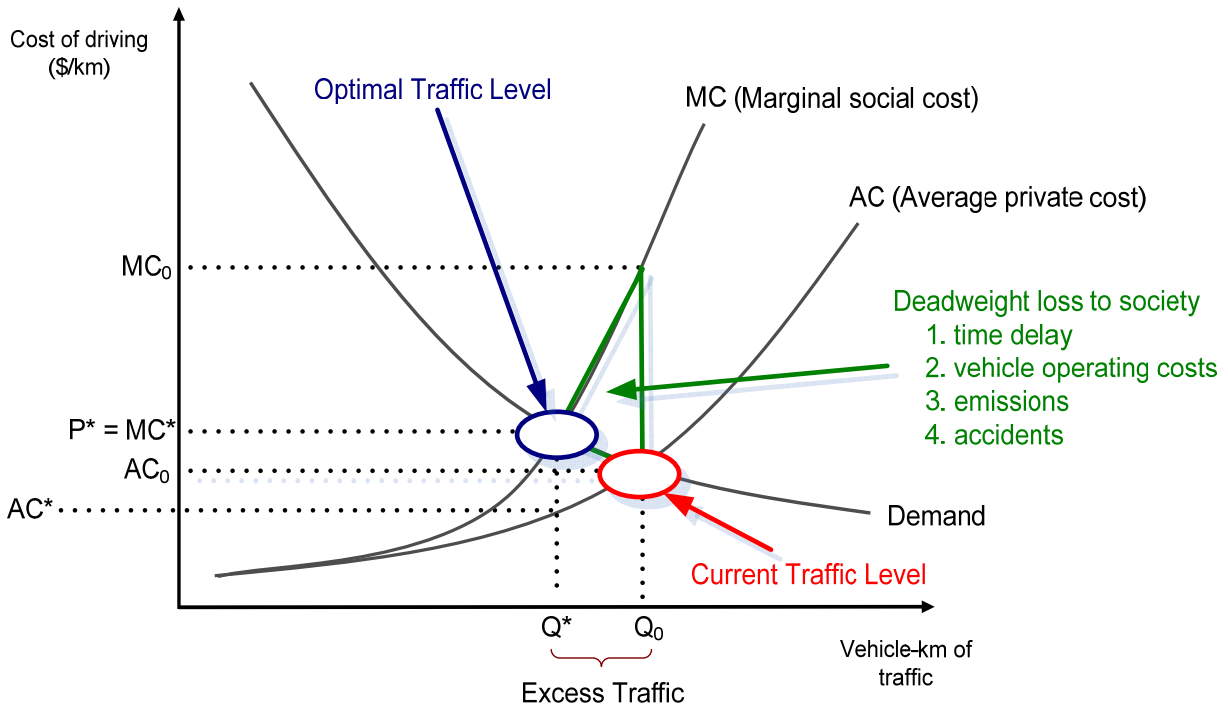 Cost of driving
($/km)
Optimal Traffic Level
MC (Marginal social cost)
AC (Average private cost)
MC₀
Deadweight loss to society
1. time delay
2. vehicle operating costs
3. emissions
4. accidents
P* = MC*
AC₀
AC*
Demand
Current Traffic Level
Q*
Q₀
Vehicle-km of
traffic
Excess Traffic